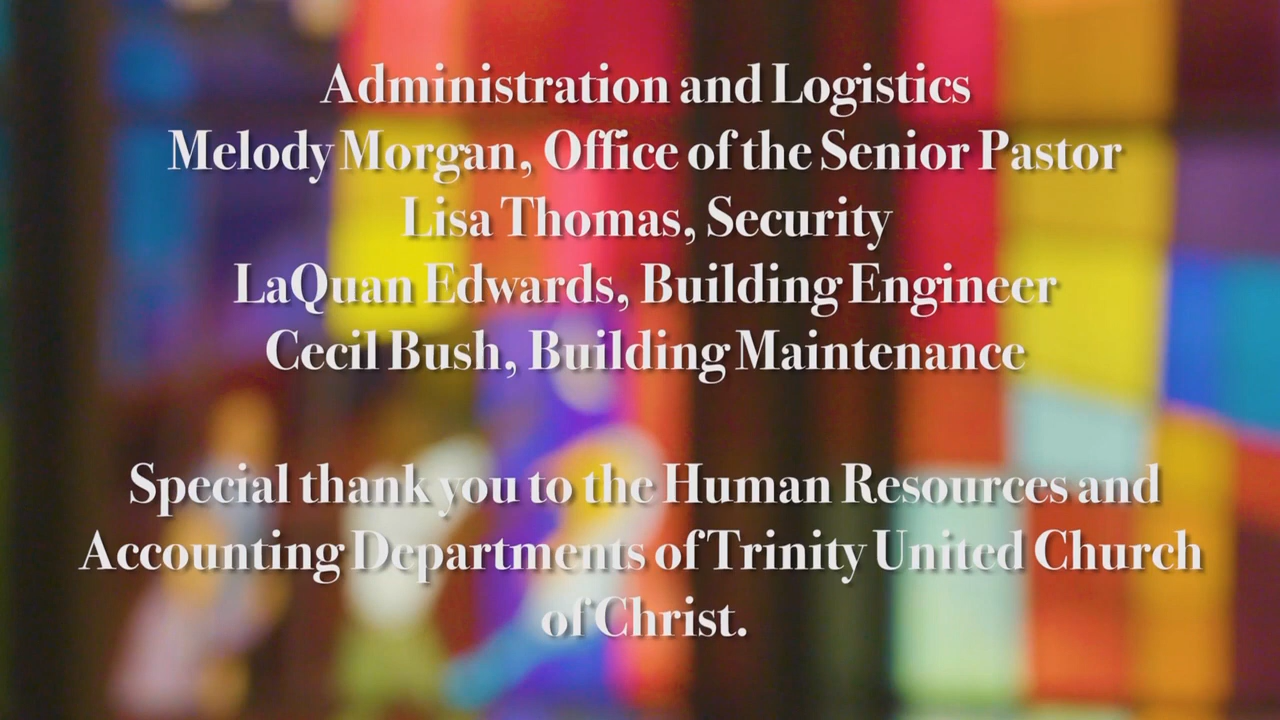 Administration and Logistics
Melody Morgan, Office of the Senior Pastor
Lisa Thomas, Security
LaQuan Edwards, Building Engineer
Cecil Bush, Building Maintenance
Special thank you to the Human Resources and
Accounting Departments of Trinity United Church
of Christ.